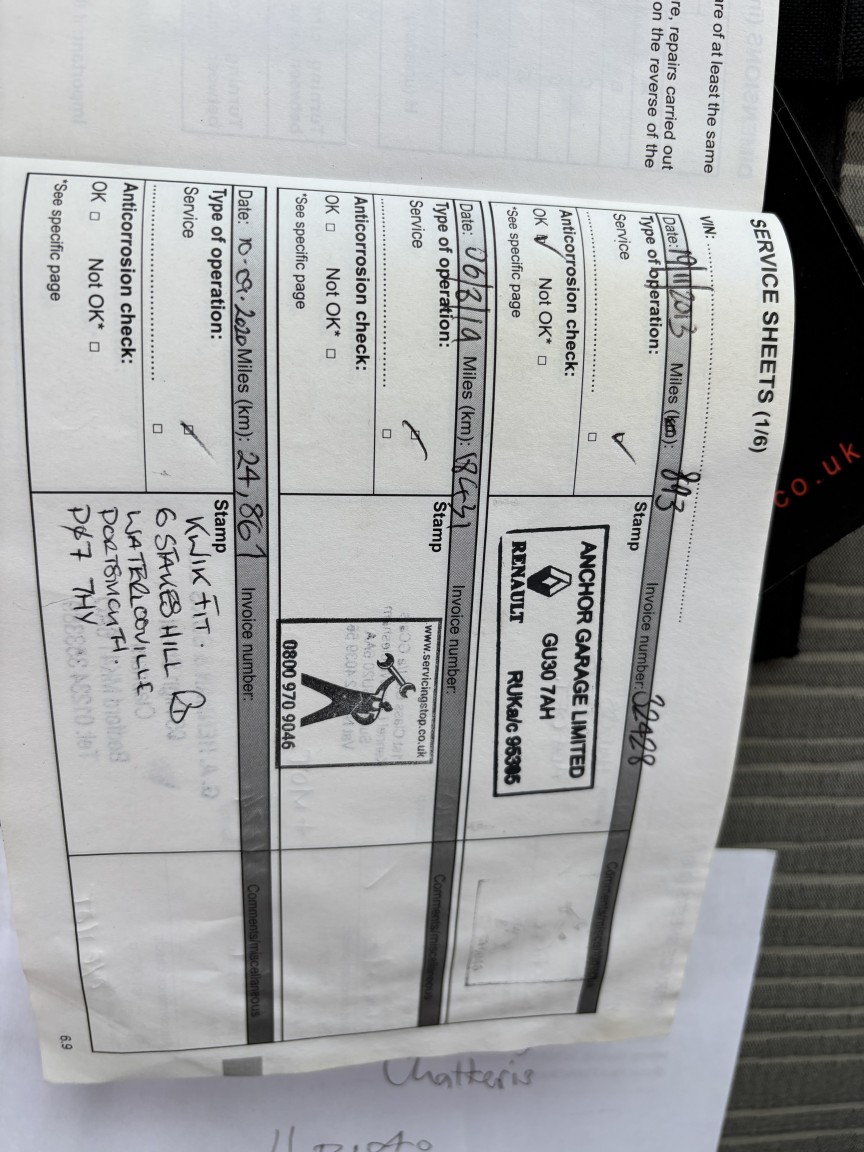 are of at least the same
re, repairs carried out
on the reverse of the
SERVICE SHEETS (1/6)
VIN:
Date: 19/11/2013 Miles (km): 893 Invoice number: 32428
Type of operation:
Stamp
Service
Anticorrosion check:
OK Not OK*
*See specific page
ANCHOR GARAGE LIMITED
GU30 7AH
RENAULT RUKa/c 95385
Date: 06/8/19 Miles (km): 18431 Invoice number: Comments/miscellaneous
Type of operation:
Stamp
Service
Anticorrosion check:
OK Not OK*
*See specific page
www.servicingstop.co.uk
0800 970 9046
Date: 10.09.2020 Miles (km): 24,861 Invoice number: Comments/miscellaneous
Type of operation:
Stamp
Service
Anticorrosion check:
OK Not OK*
*See specific page
KWIK FIT.
6 STAKES HILL RD
WATERLOOVILLE
PORTSMOUTH.
PO7 7HY
6.9
co.uk
Chatteris